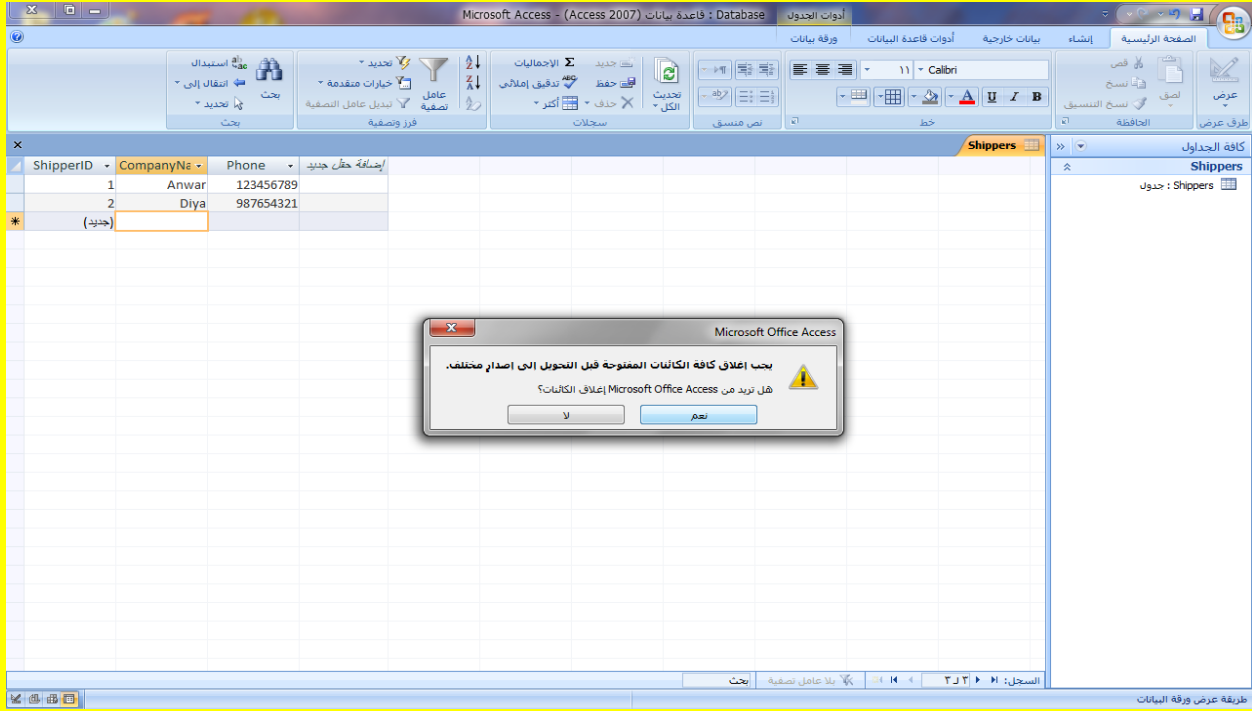 أدوات الجدول
Database : قاعدة بيانات (Access 2007) - Microsoft Access
الصفحة الرئيسية
إنشاء
بيانات خارجية
أدوات قاعدة البيانات
ورقة بيانات
عرض
طرق عرض
لصق
قص
نسخ
نسخ التنسيق
الحافظة
Calibri
١١
B I U A
خط
نص منسق
تحديث الكل
جديد
حفظ
حذف
الإجماليات
تدقيق إملائي
أكثر
سجلات
عامل تصفية
تحديد
خيارات متقدمة
تبديل عامل التصفية
فرز وتصفية
بحث
استبدال
انتقال إلى
تحديد
بحث
كافة الجداول
Shippers
Shippers : جدول
Shippers
ShipperID CompanyNa Phone إضافة حقل جديد
1 Anwar 123456789
2 Diya 987654321
(جديد)
Microsoft Office Access
يجب إغلاق كافة الكائنات المفتوحة قبل التحويل إلى إصدار مختلف.
هل تريد من Microsoft Office Access إغلاق الكائنات؟
نعم
لا
السجل: ٣ لـ ٣ بلا عامل تصفية بحث
طريقة عرض ورقة البيانات